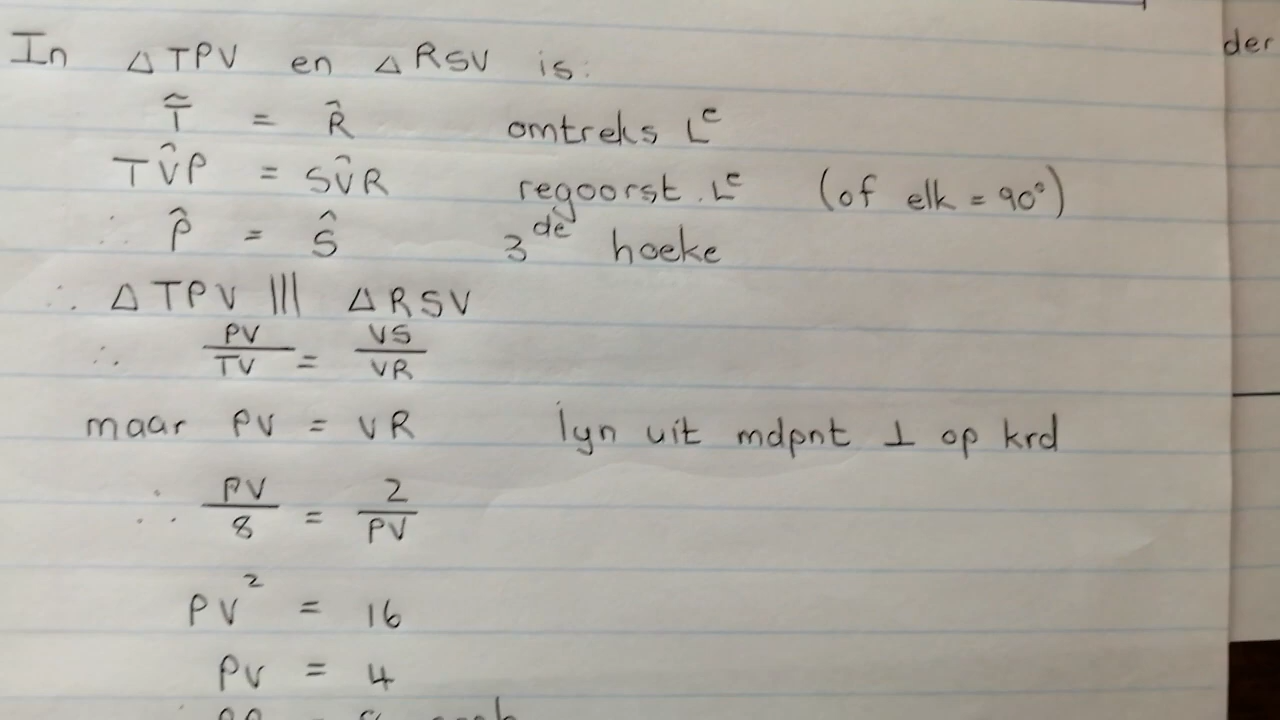 In △TPV en △RSV is:
T̂ = R̂ omtreks ∠ᵉ
TV̂P = SV̂R regoorst. ∠ᵉ (of elk = 90°)
∴ P̂ = Ŝ 3de hoeke
∴ △TPV ||| △RSV
∴ PV/TV = VS/VR
maar PV = VR lyn uit mdpnt ⊥ op krd
∴ PV/8 = 2/PV
PV² = 16
PV = 4
der